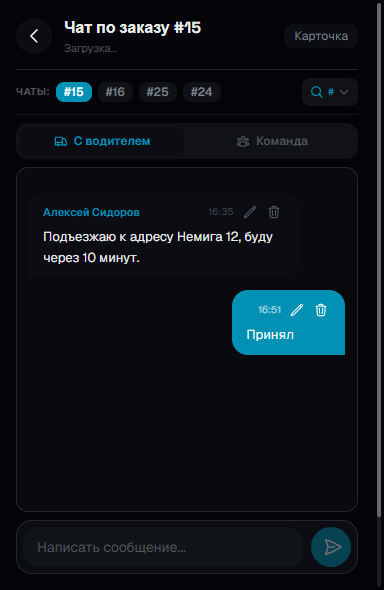 Чат по заказу #15
Загрузка...
Карточка
ЧАТЫ: #15 #16 #25 #24 #
С водителем Команда
Алексей Сидоров 16:35
Подъезжаю к адресу Немига 12, буду
через 10 минут.
16:51
Принял
Написать сообщение...